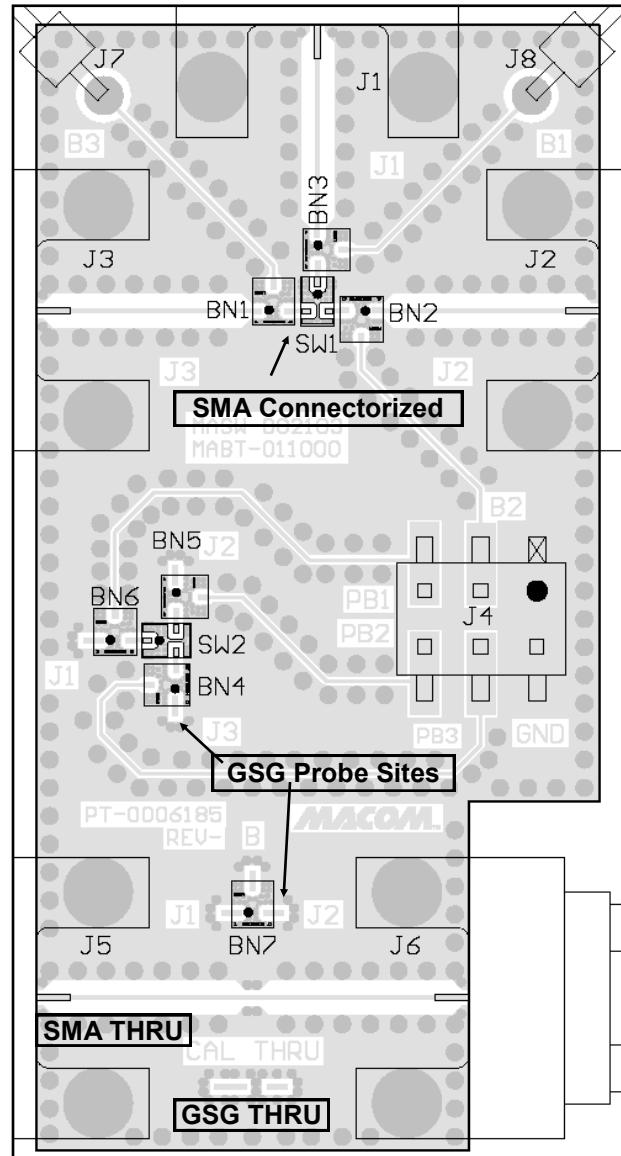 J7
J8
J1
B3
B1
J1
BN3
J3
J2
BN1
BN2
SW1
J3
J2
SMA Connectorized
MABT-011000
B2
BN5
J2
BN6
PB1
J4
PB2
SW2
J1
BN4
J3
PB3
GND
GSG Probe Sites
PT-0006185
REV-
B
MACOM
J1
J2
J5
BN7
J6
SMA THRU
CAL THRU
GSG THRU